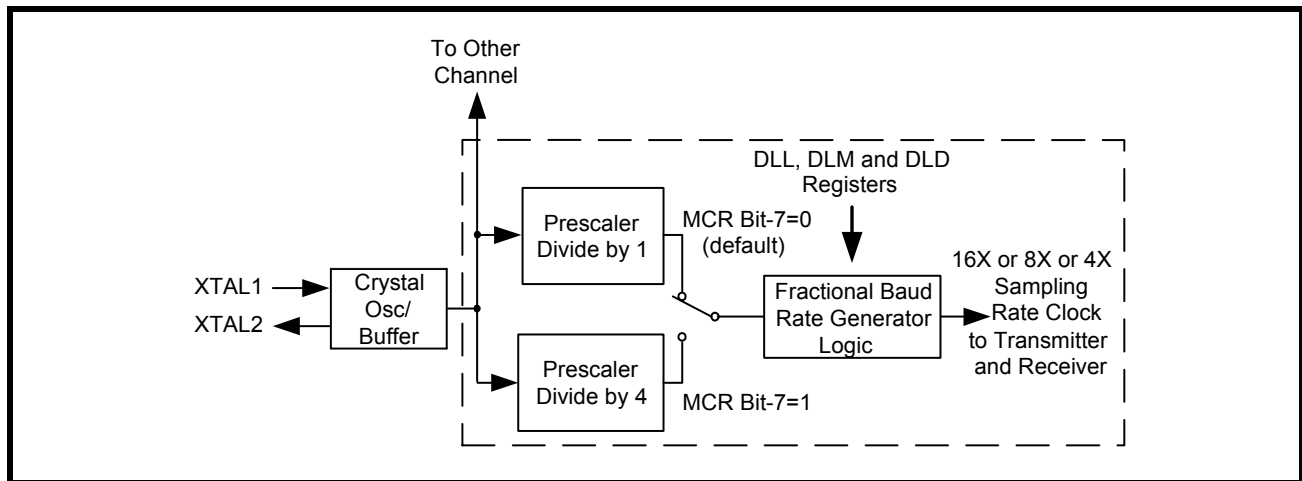 To Other
Channel
DLL, DLM and DLD
Registers
Prescaler
Divide by 1
MCR Bit-7=0
(default)
16X or 8X or 4X
Sampling
Rate Clock
to Transmitter
and Receiver
XTAL1
XTAL2
Crystal
Osc/
Buffer
Fractional Baud
Rate Generator
Logic
Prescaler
Divide by 4
MCR Bit-7=1